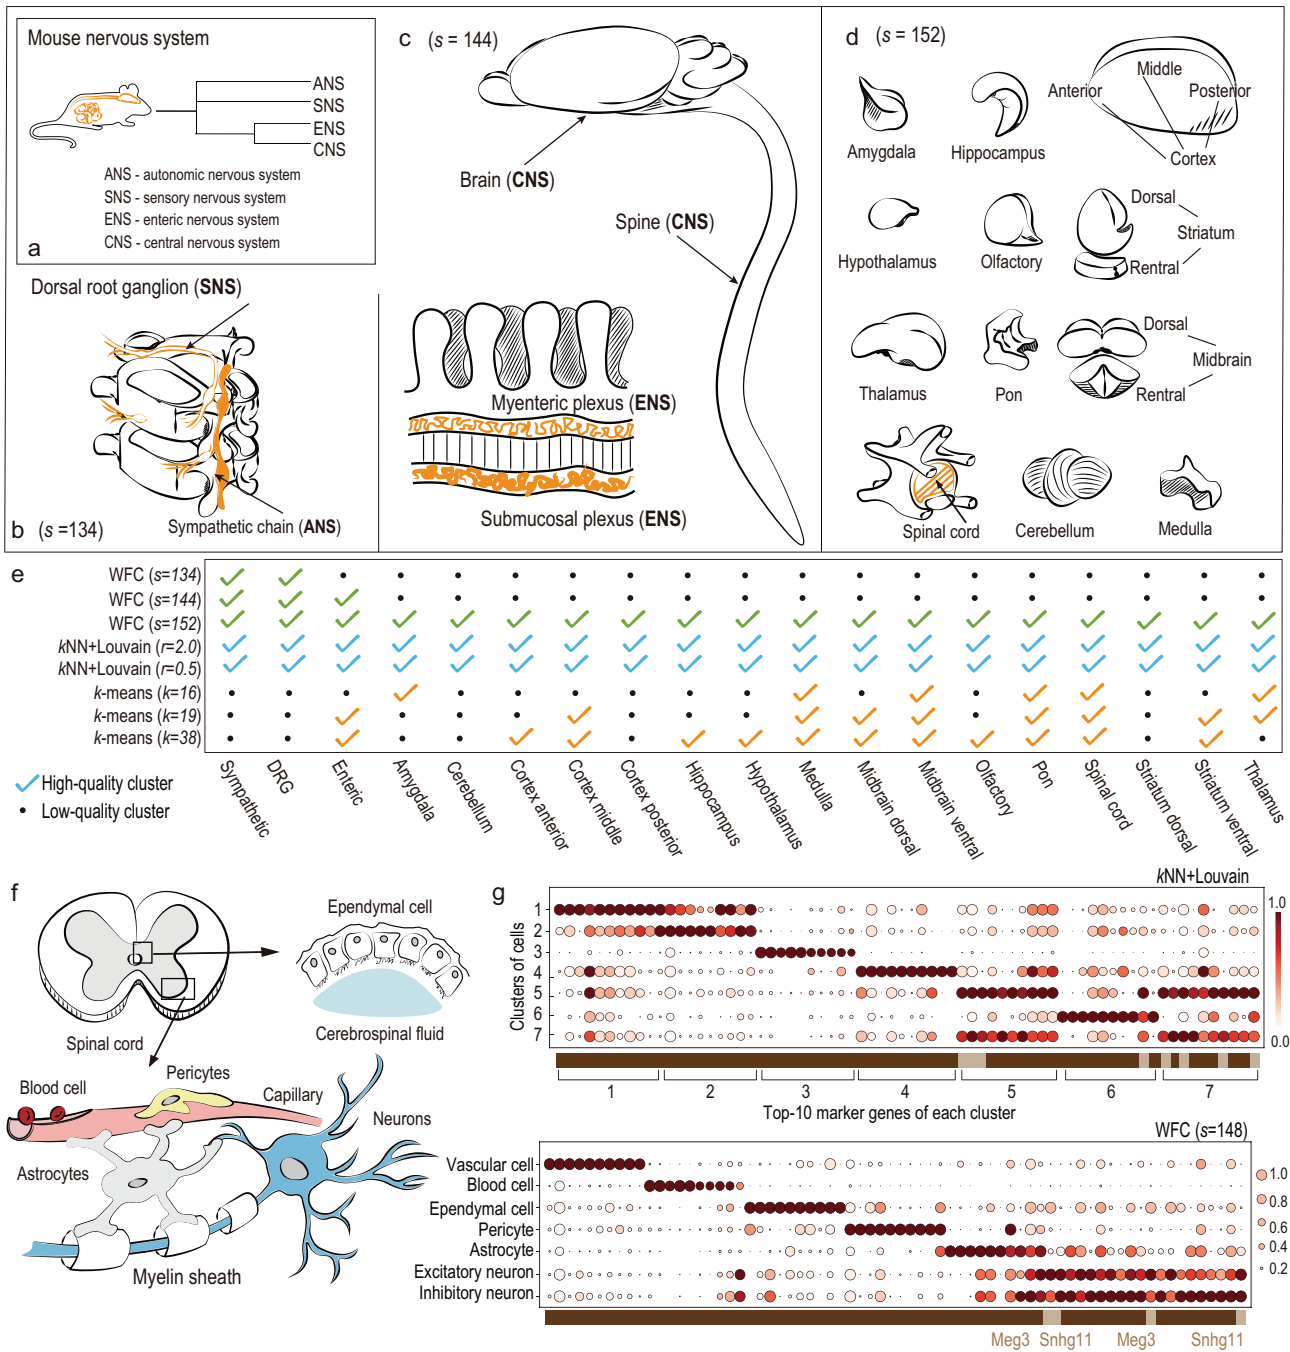 Mouse nervous system
ANS
SNS
ENS
CNS
ANS - autonomic nervous system
SNS - sensory nervous system
ENS - enteric nervous system
CNS - central nervous system
a
Dorsal root ganglion (SNS)
Sympathetic chain (ANS)
b (s =134)
c (s = 144)
Brain (CNS)
Spine (CNS)
Myenteric plexus (ENS)
Submucosal plexus (ENS)
d (s = 152)
Amygdala
Hippocampus
Anterior
Middle
Posterior
Cortex
Hypothalamus
Olfactory
Dorsal
Striatum
Rentral
Thalamus
Pon
Dorsal
Midbrain
Rentral
Spinal cord
Cerebellum
Medulla
e
WFC (s=134)
WFC (s=144)
WFC (s=152)
kNN+Louvain (r=2.0)
kNN+Louvain (r=0.5)
k-means (k=16)
k-means (k=19)
k-means (k=38)
High-quality cluster
Low-quality cluster
Sympathetic
DRG
Enteric
Amygdala
Cerebellum
Cortex anterior
Cortex middle
Cortex posterior
Hippocampus
Hypothalamus
Medulla
Midbrain dorsal
Midbrain ventral
Olfactory
Pon
Spinal cord
Striatum dorsal
Striatum ventral
Thalamus
f
Spinal cord
Ependymal cell
Cerebrospinal fluid
Blood cell
Pericytes
Capillary
Neurons
Astrocytes
Myelin sheath
g
kNN+Louvain
Clusters of cells
1
2
3
4
5
6
7
1.0
0.0
1 2 3 4 5 6 7
Top-10 marker genes of each cluster
WFC (s=148)
Vascular cell
Blood cell
Ependymal cell
Pericyte
Astrocyte
Excitatory neuron
Inhibitory neuron
1.0
0.8
0.6
0.4
0.2
Meg3 Snhg11 Meg3 Snhg11